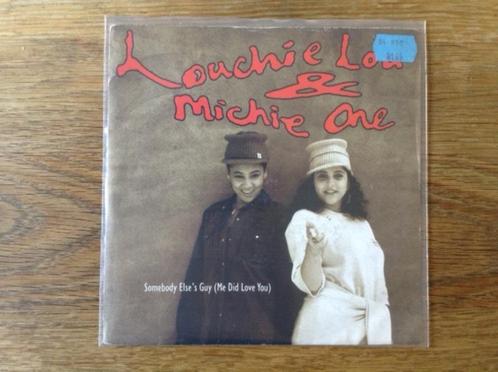 Louchie Lou
&
Michie One
Somebody Else's Guy (Me Did Love You)